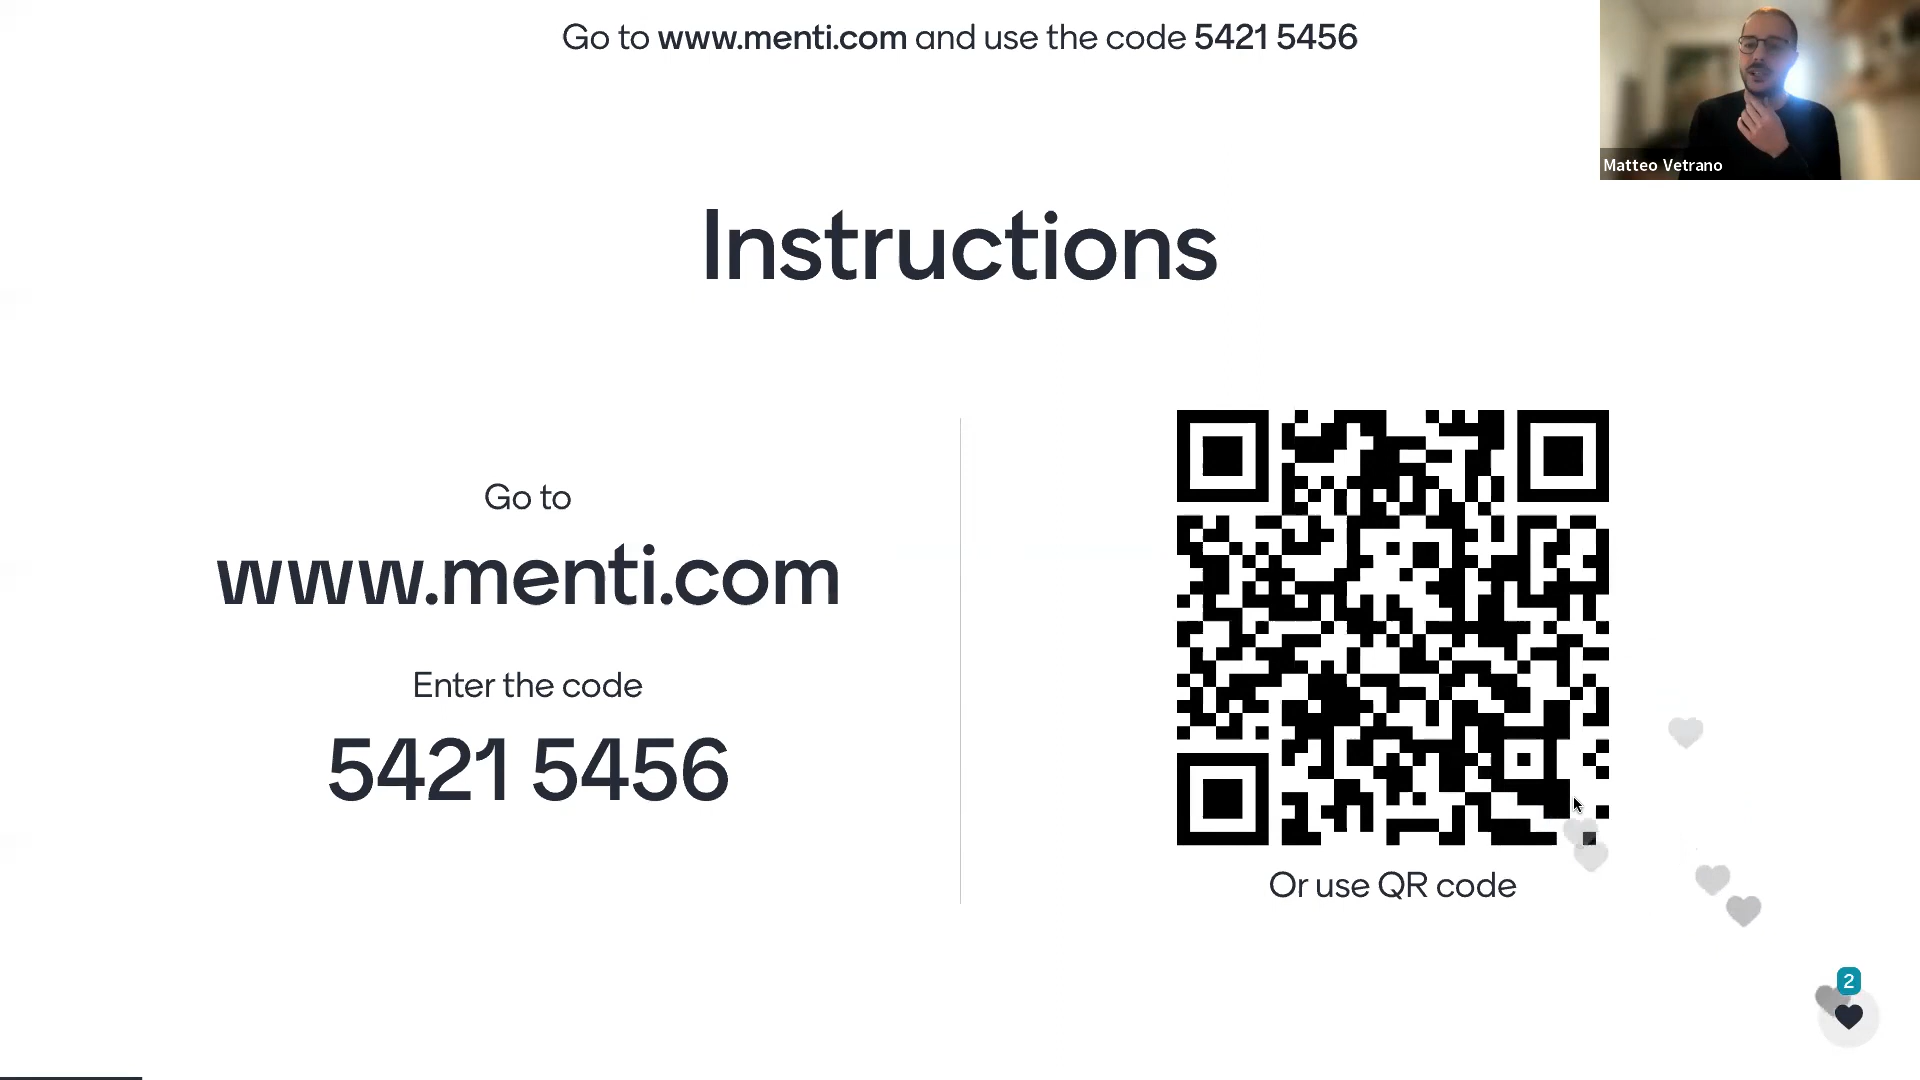 Go to www.menti.com and use the code 5421 5456
Matteo Vetrano
Instructions
Go to
www.menti.com
Enter the code
5421 5456
Or use QR code
2